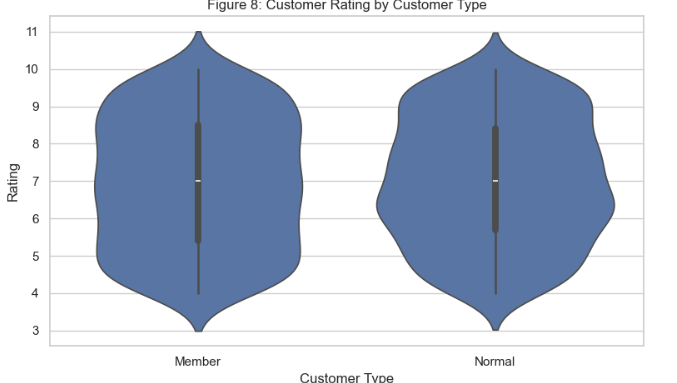 Figure 8: Customer Rating by Customer Type
11
10
9
8
7
6
5
4
3
Rating
Member Normal
Customer Type